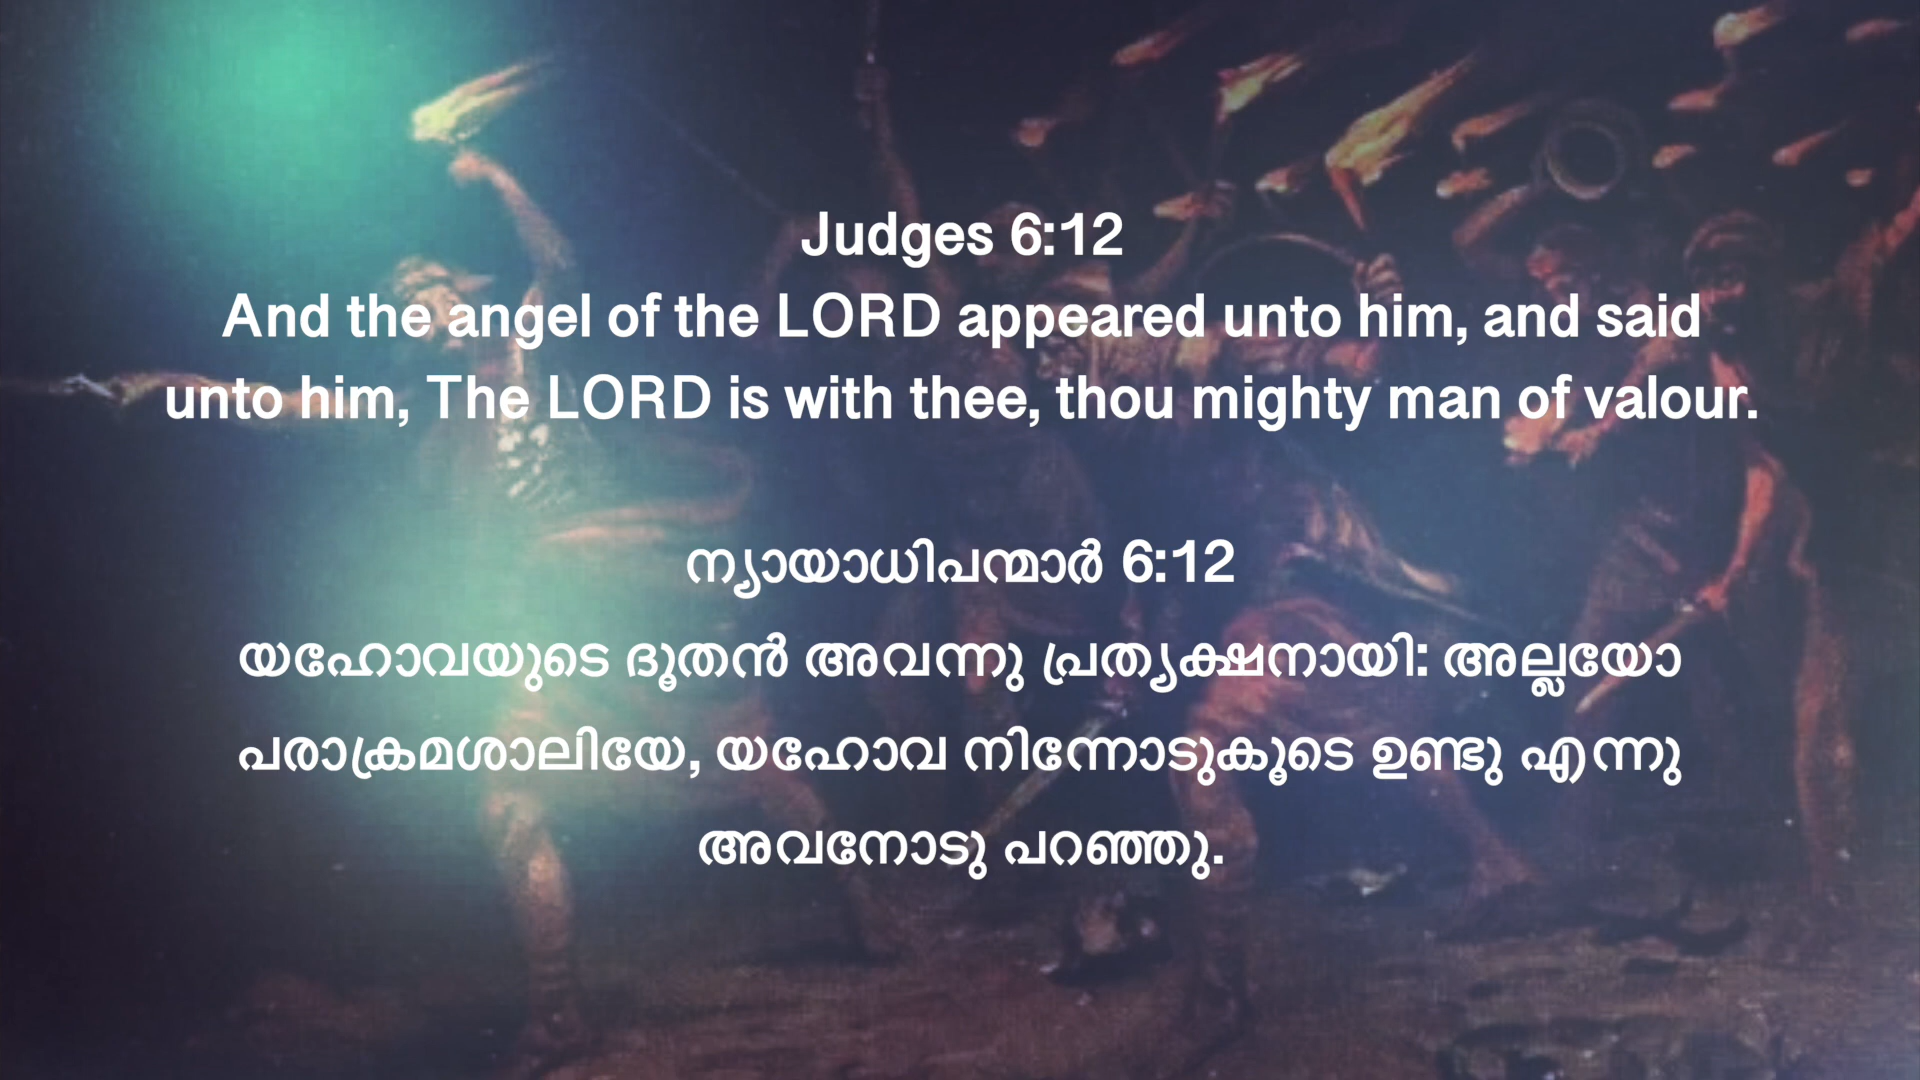 Judges 6:12
And the angel of the LORD appeared unto him, and said
unto him, The LORD is with thee, thou mighty man of valour.
ന്യായാധിപന്മാർ 6:12
യഹോവയുടെ ദൂതൻ അവന്നു പ്രത്യക്ഷനായി: അല്ലയോ
പരാക്രമശാലിയേ, യഹോവ നിന്നോടുകൂടെ ഉണ്ടു എന്നു
അവനോടു പറഞ്ഞു.